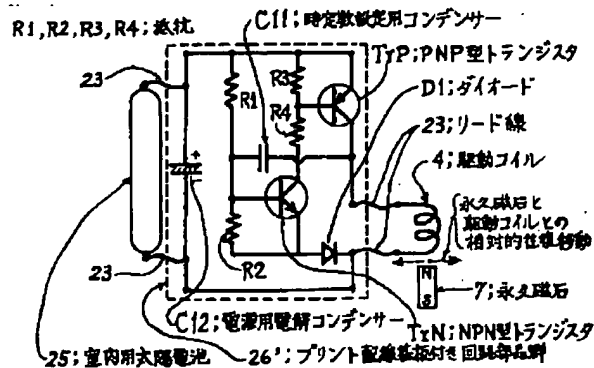 R1,R2,R3,R4;抵抗
C11;時定数設定用コンデンサー
TrP;PNP型トランジスタ
D1;ダイオード
23
R1
R3
R4
23;リード線
4;駆動コイル
+
永久磁石と
駆動コイルとの
相対的往復移動
R2
N
S
23
7;永久磁石
C12;電源用電解コンデンサー
TrN;NPN型トランジスタ
25;室内用太陽電池
26';プリント配線基板付き回路部品群